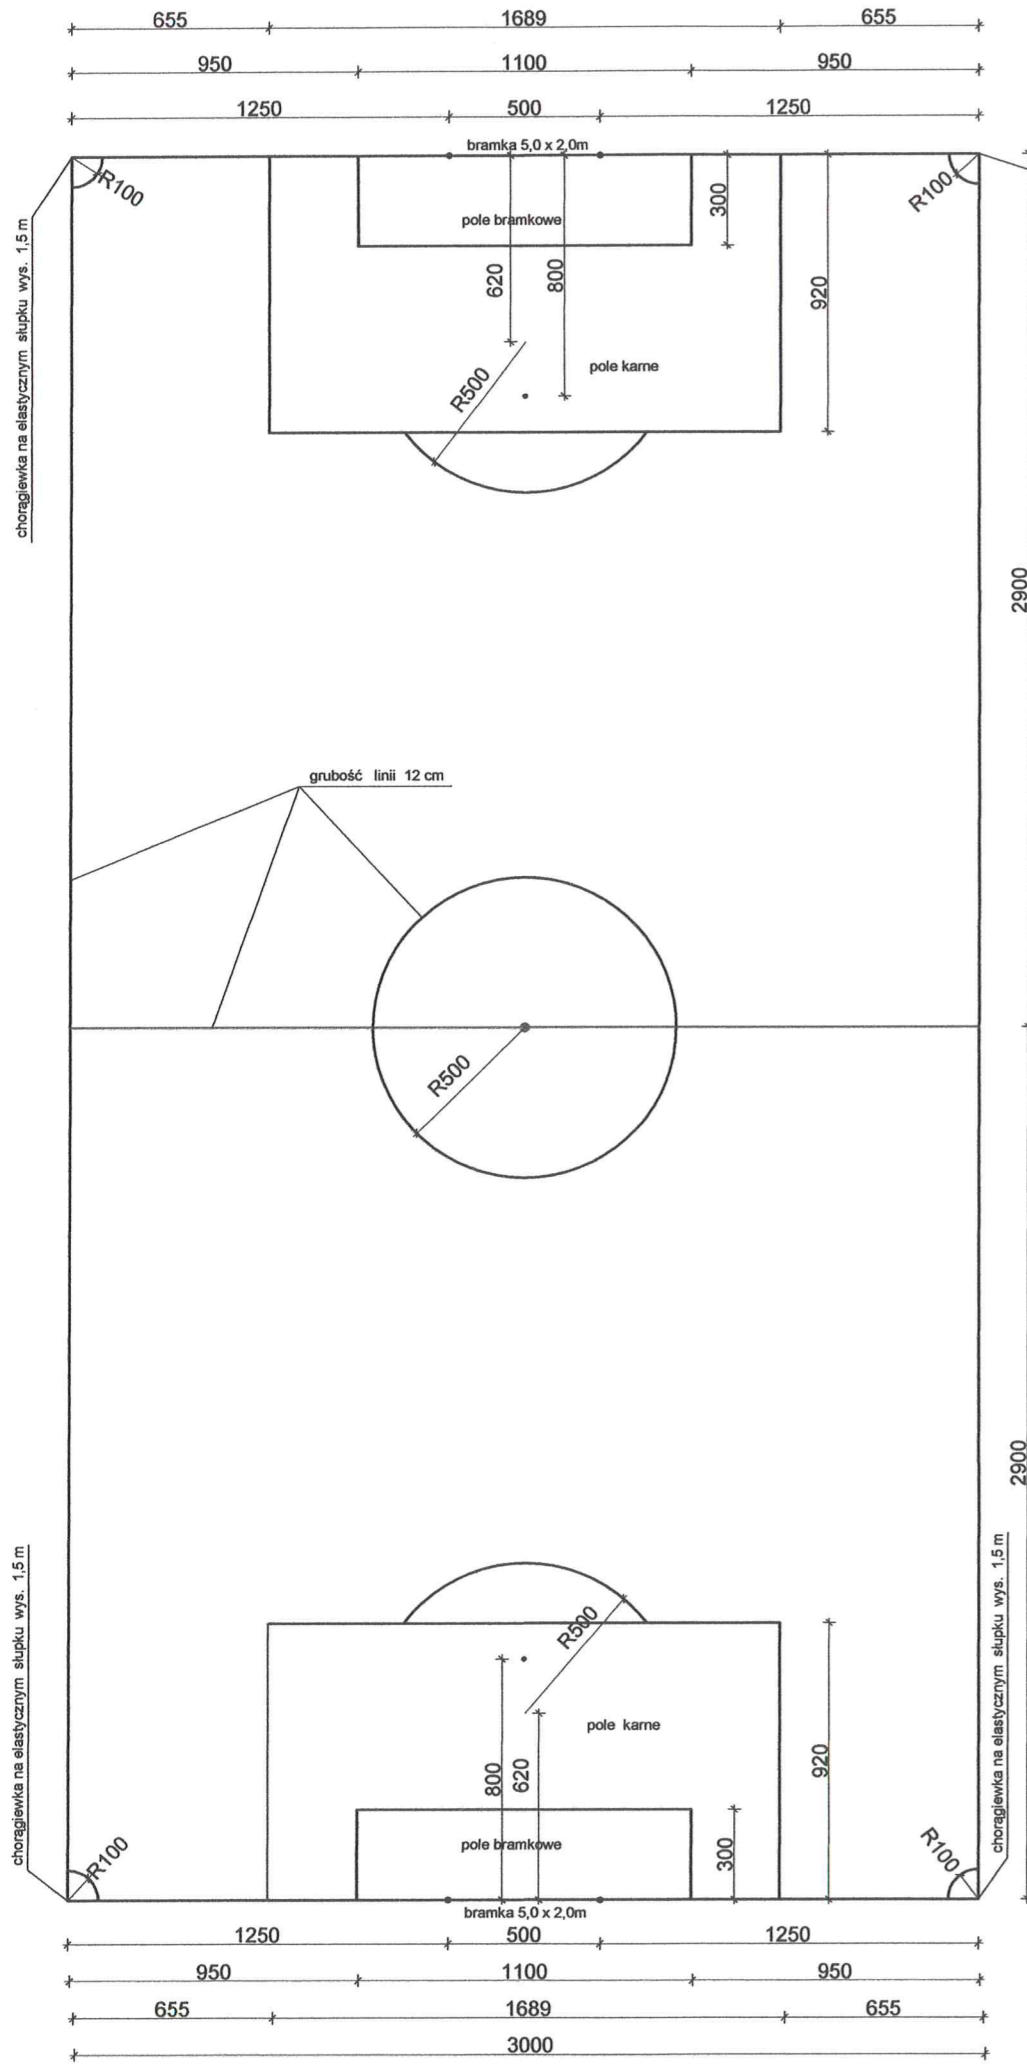 655 1689 655
950 1100 950
1250 500 1250
bramka 5,0 x 2,0m
R100
R100
pole bramkowe
300
620
800
920
chorągiewka na elastycznym słupku wys. 1,5 m
R500
pole karne
2900
grubość linii 12 cm
R500
2900
chorągiewka na elastycznym słupku wys. 1,5 m
chorągiewka na elastycznym słupku wys. 1,5 m
R500
pole karne
800
620
920
pole bramkowe
300
R100
R100
bramka 5,0 x 2,0m
1250 500 1250
950 1100 950
655 1689 655
3000